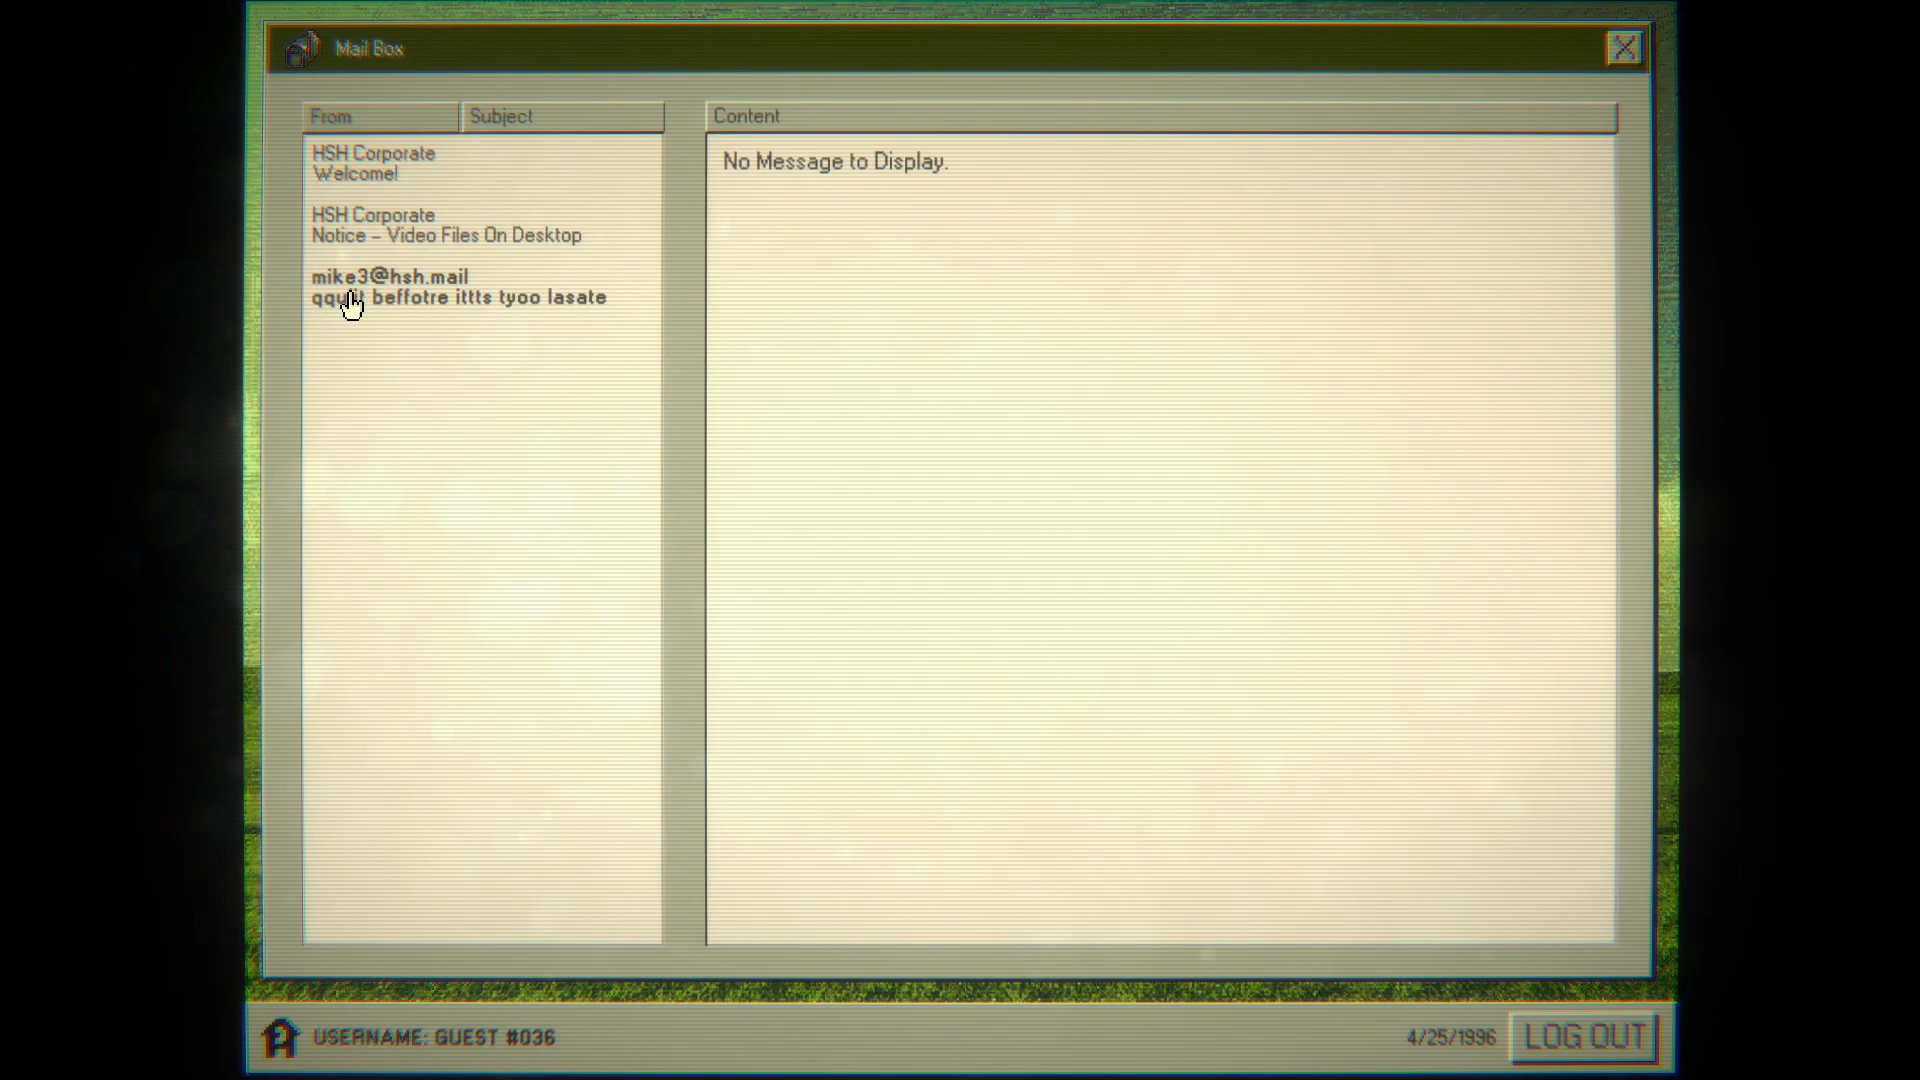 Mail Box
From Subject
HSH Corporate
Welcome!
HSH Corporate
Notice - Video Files On Desktop
mike3@hsh.mail
beffotre ittts tyoo lasate
Content
No Message to Display.
USERNAME: GUEST #036
4/25/1996
LOG OUT